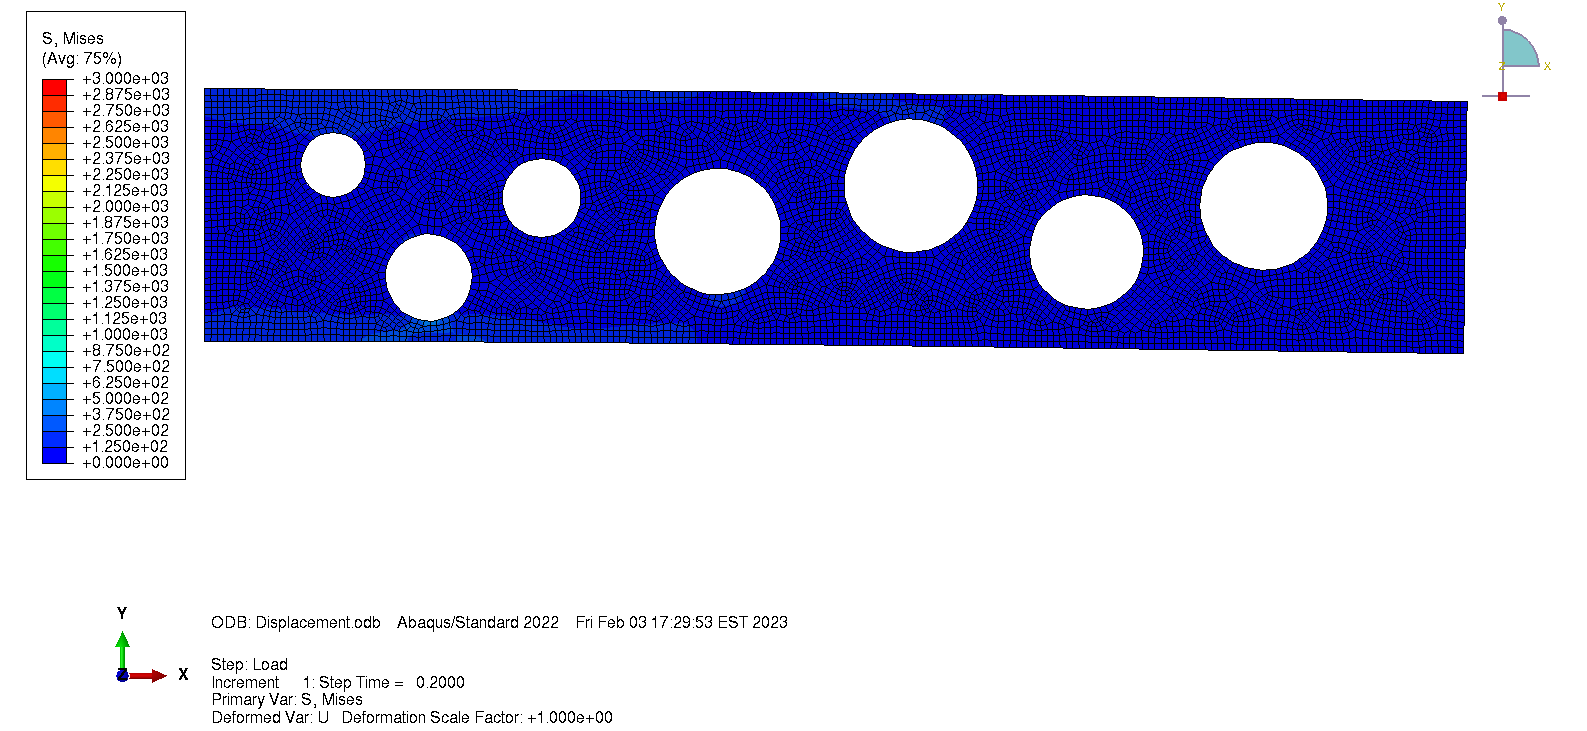 S, Mises
(Avg: 75%)
+3.000e+03
+2.875e+03
+2.750e+03
+2.625e+03
+2.500e+03
+2.375e+03
+2.250e+03
+2.125e+03
+2.000e+03
+1.875e+03
+1.750e+03
+1.625e+03
+1.500e+03
+1.375e+03
+1.250e+03
+1.125e+03
+1.000e+03
+8.750e+02
+7.500e+02
+6.250e+02
+5.000e+02
+3.750e+02
+2.500e+02
+1.250e+02
+0.000e+00
Y
Z
X
Y
Z
X
ODB: Displacement.odb Abaqus/Standard 2022 Fri Feb 03 17:29:53 EST 2023
Step: Load
Increment 1: Step Time = 0.2000
Primary Var: S, Mises
Deformed Var: U Deformation Scale Factor: +1.000e+00